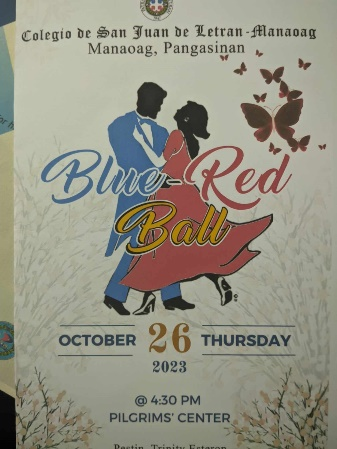 Colegio de San Juan de Letran-Manaoag
Manaoag, Pangasinan
Blue-Red
Ball
OCTOBER 26 THURSDAY
2023
@ 4:30 PM
PILGRIMS' CENTER